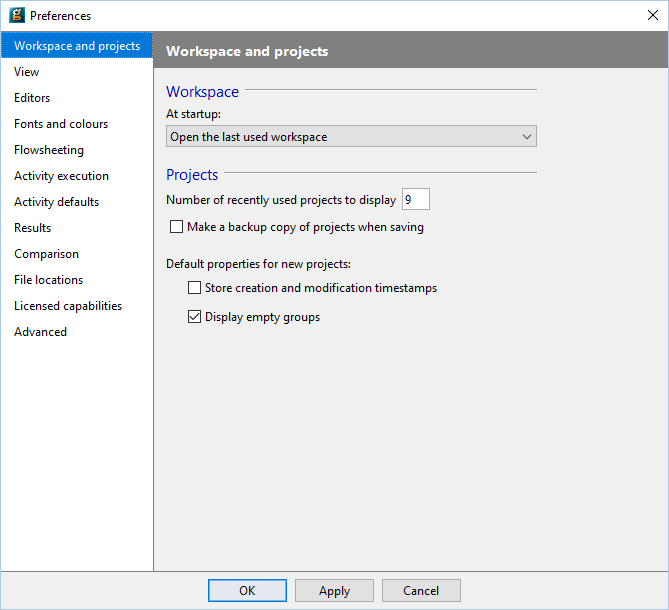 Preferences
Workspace and projects
View
Editors
Fonts and colours
Flowsheeting
Activity execution
Activity defaults
Results
Comparison
File locations
Licensed capabilities
Advanced
Workspace and projects
Workspace
At startup:
Open the last used workspace
Projects
Number of recently used projects to display 9
Make a backup copy of projects when saving
Default properties for new projects:
Store creation and modification timestamps
Display empty groups
OK Apply Cancel